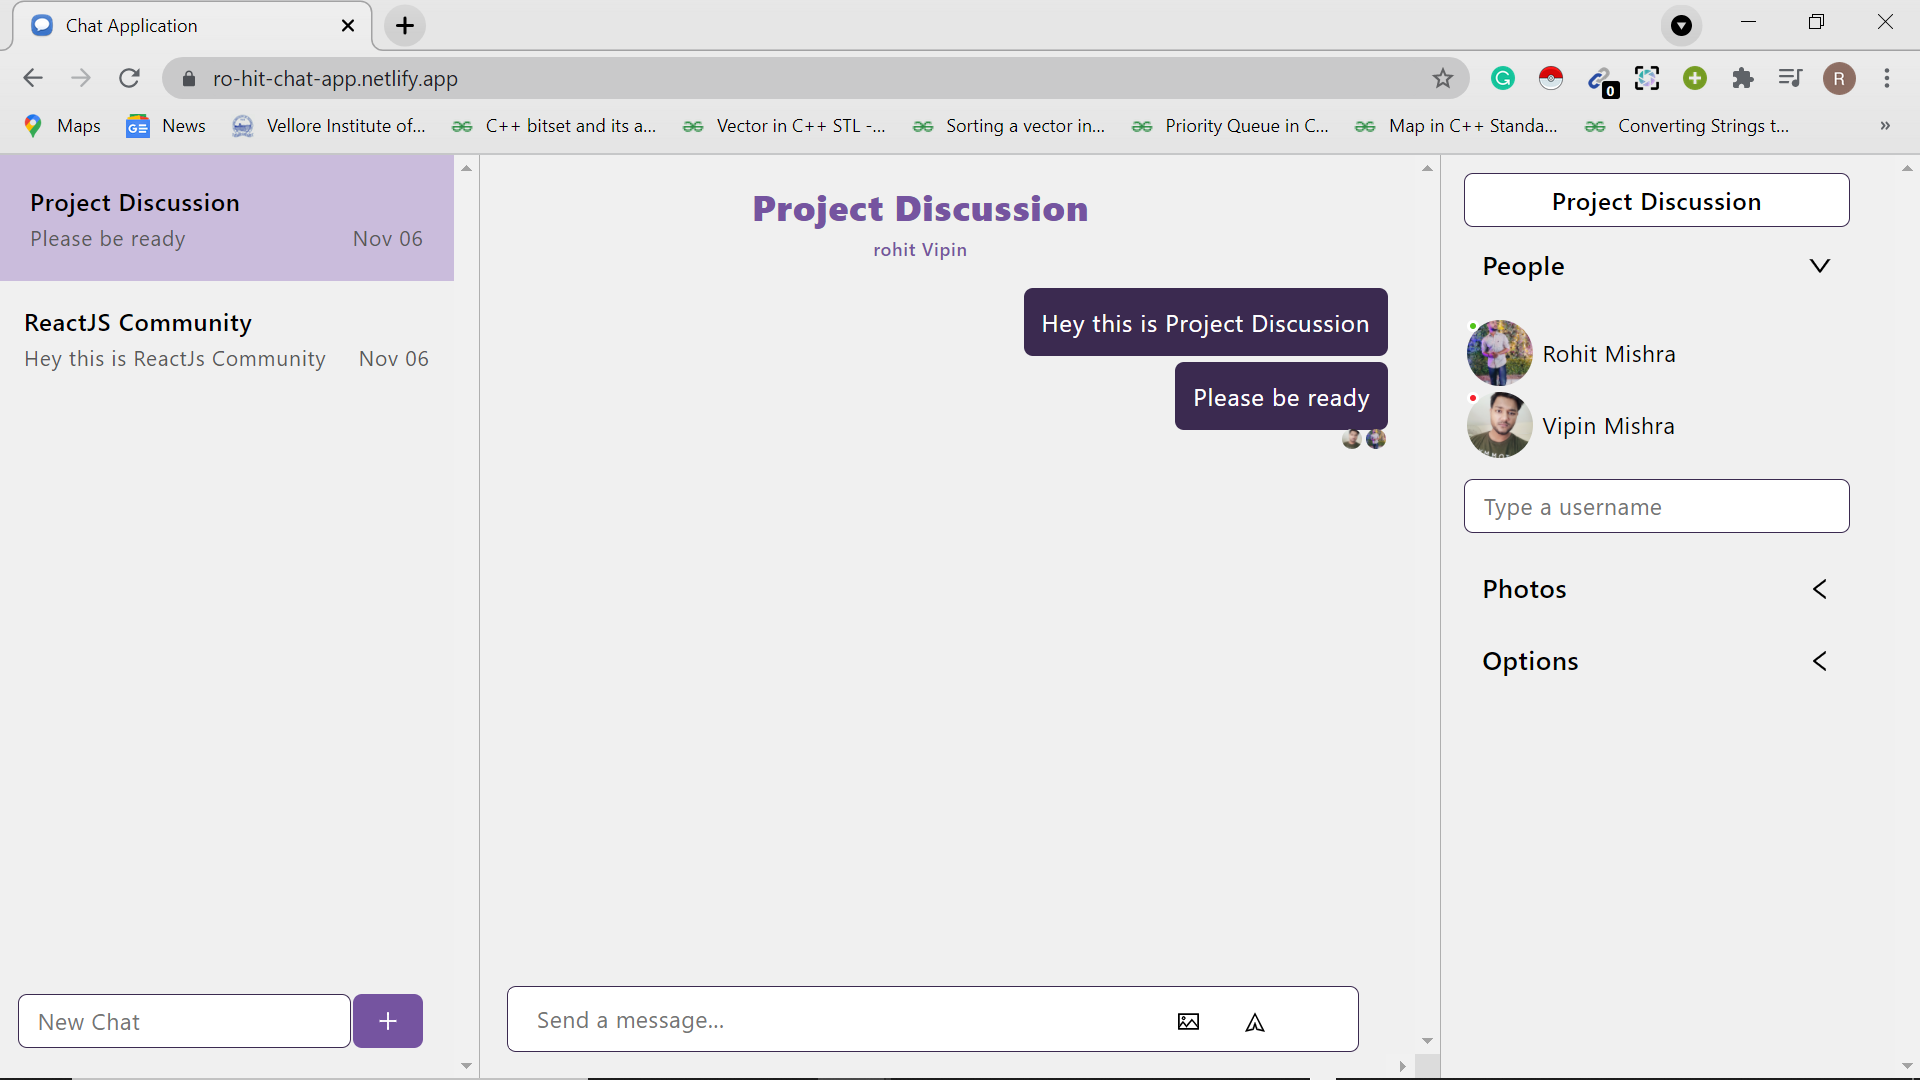 Chat Application
ro-hit-chat-app.netlify.app
0
R
Maps
News
Vellore Institute of...
C++ bitset and its a...
Vector in C++ STL -...
Sorting a vector in...
Priority Queue in C...
Map in C++ Standa...
Converting Strings t...
»
Project Discussion
Please be ready
Nov 06
ReactJS Community
Hey this is ReactJs Community
Nov 06
New Chat
+
Project Discussion
rohit Vipin
Hey this is Project Discussion
Please be ready
Send a message...
Project Discussion
People
Rohit Mishra
Vipin Mishra
Type a username
Photos
Options